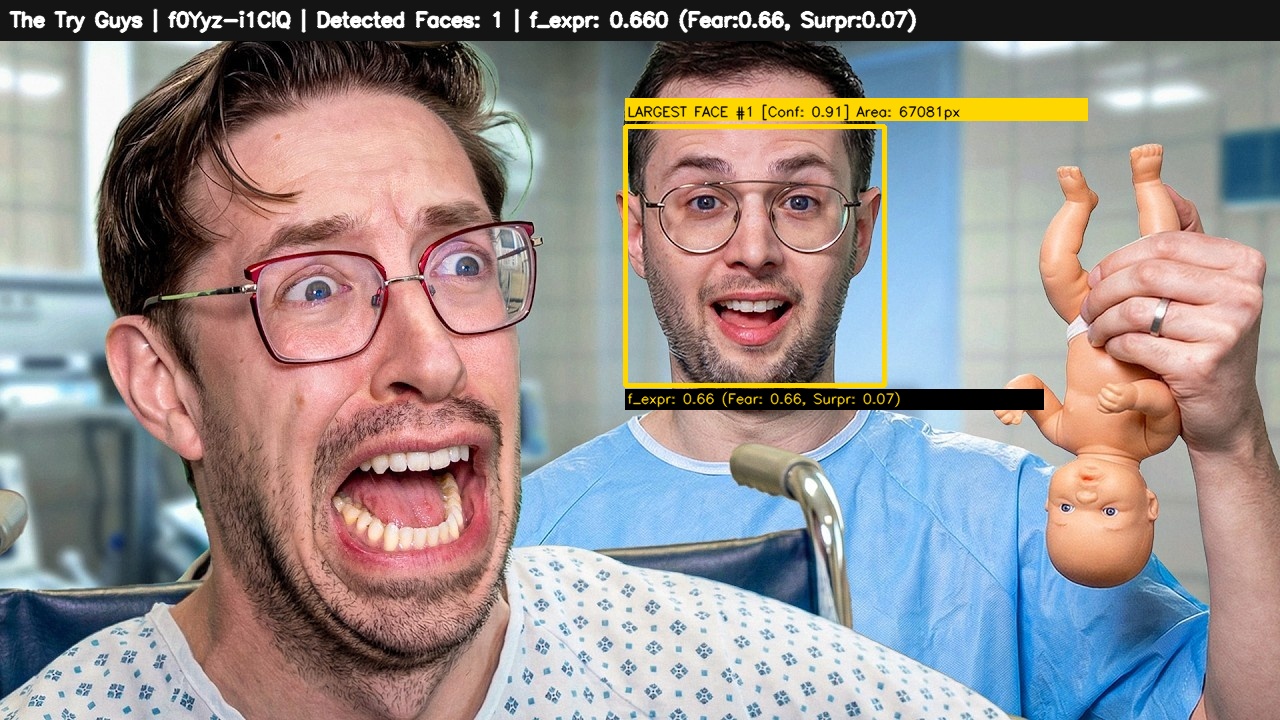 The Try Guys | f0Yyz-i1ClQ | Detected Faces: 1 | f_expr: 0.660 (Fear:0.66, Surpr:0.07)
LARGEST FACE #1 [Conf: 0.91] Area: 67081px
f_expr: 0.66 (Fear: 0.66, Surpr: 0.07)